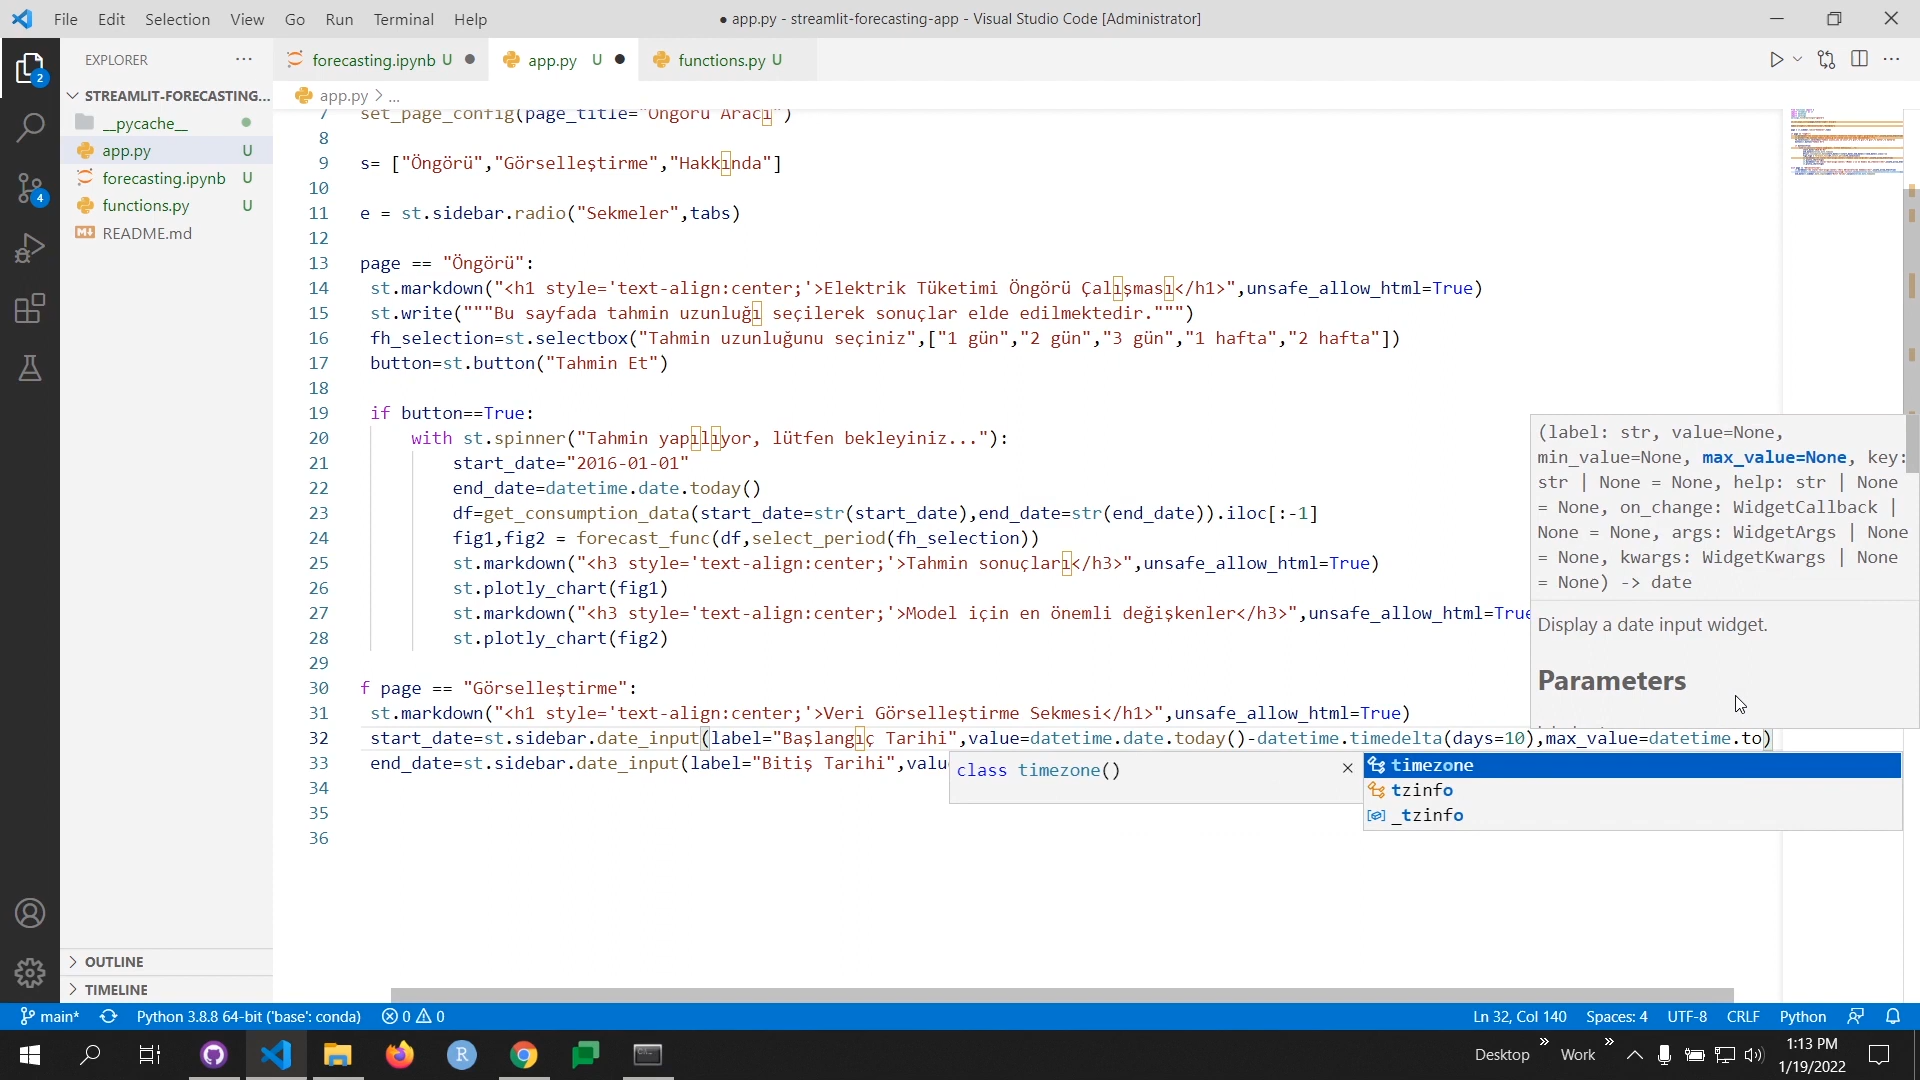 File Edit Selection View Go Run Terminal Help
● app.py - streamlit-forecasting-app - Visual Studio Code [Administrator]
EXPLORER ...
forecasting.ipynb U ●
app.py U ●
functions.py U
STREAMLIT-FORECASTING...
app.py > ...
__pycache__
app.py U
forecasting.ipynb U
functions.py U
README.md
2
4
7 set_page_config(page_title="Öngörü Aracı")
8
9 s= ["Öngörü","Görselleştirme","Hakkında"]
10
11 e = st.sidebar.radio("Sekmeler",tabs)
12
13 page == "Öngörü":
14 st.markdown("<h1 style='text-align:center;'>Elektrik Tüketimi Öngörü Çalışması</h1>",unsafe_allow_html=True)
15 st.write("""Bu sayfada tahmin uzunluğı seçilerek sonuçlar elde edilmektedir.""")
16 fh_selection=st.selectbox("Tahmin uzunluğunu seçiniz",["1 gün","2 gün","3 gün","1 hafta","2 hafta"])
17 button=st.button("Tahmin Et")
18
19 if button==True:
20 with st.spinner("Tahmin yapılıyor, lütfen bekleyiniz..."):
21 start_date="2016-01-01"
22 end_date=datetime.date.today()
23 df=get_consumption_data(start_date=str(start_date),end_date=str(end_date)).iloc[:-1]
24 fig1,fig2 = forecast_func(df,select_period(fh_selection))
25 st.markdown("<h3 style='text-align:center;'>Tahmin sonuçları</h3>",unsafe_allow_html=True)
26 st.plotly_chart(fig1)
27 st.markdown("<h3 style='text-align:center;'>Model için en önemli değişkenler</h3>",unsafe_allow_html=True
28 st.plotly_chart(fig2)
29
30 f page == "Görselleştirme":
31 st.markdown("<h1 style='text-align:center;'>Veri Görselleştirme Sekmesi</h1>",unsafe_allow_html=True)
32 start_date=st.sidebar.date_input(label="Başlangıç Tarihi",value=datetime.date.today()-datetime.timedelta(days=10),max_value=datetime.to)
33 end_date=st.sidebar.date_input(label="Bitiş Tarihi",valu
34
35
36
(label: str, value=None,
min_value=None, max_value=None, key:
str | None = None, help: str | None
= None, on_change: WidgetCallback |
None = None, args: WidgetArgs | None
= None, kwargs: WidgetKwargs | None
= None) -> date
Display a date input widget.
Parameters
class timezone() ×
timezone
tzinfo
_tzinfo
OUTLINE
TIMELINE
main* Python 3.8.8 64-bit ('base': conda) 0 0 Ln 32, Col 140 Spaces: 4 UTF-8 CRLF Python
Desktop » Work » 1:13 PM
1/19/2022
R